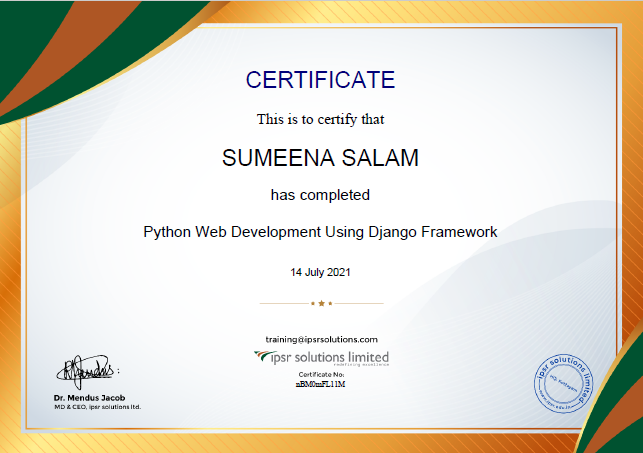 CERTIFICATE
This is to certify that
SUMEENA SALAM
has completed
Python Web Development Using Django Framework
14 July 2021
training@ipsrsolutions.com
ipsr solutions limited
redefining excellence
Certificate No:
nBM0mFL11M
Dr. Mendus Jacob
MD & CEO, ipsr solutions ltd.
ipsr solutions limited